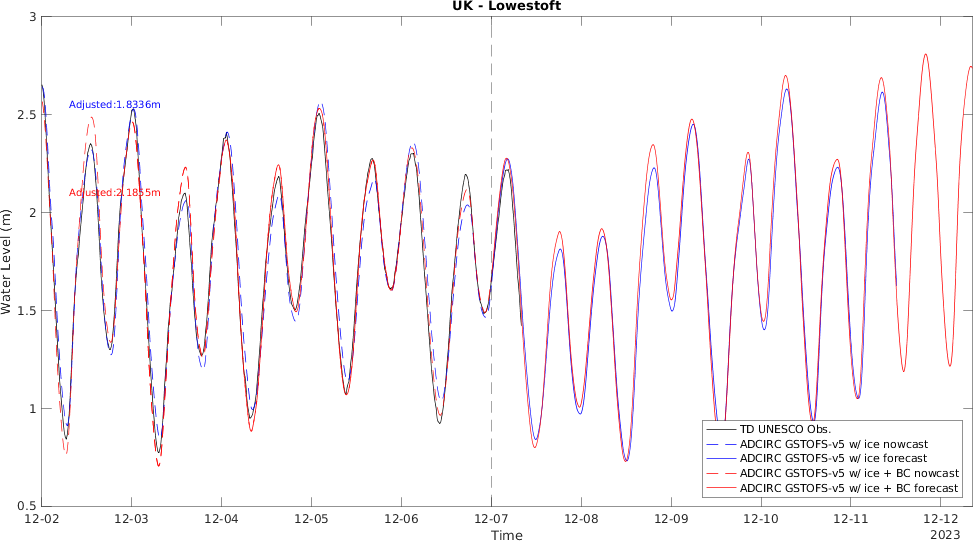 UK - Lowestoft
3
2.5
2
1.5
1
0.5
Water Level (m)
Adjusted:1.8336m
Adjusted:2.1855m
TD UNESCO Obs.
ADCIRC GSTOFS-v5 w/ ice nowcast
ADCIRC GSTOFS-v5 w/ ice forecast
ADCIRC GSTOFS-v5 w/ ice + BC nowcast
ADCIRC GSTOFS-v5 w/ ice + BC forecast
12-02 12-03 12-04 12-05 12-06 12-07 12-08 12-09 12-10 12-11 12-12
2023
Time